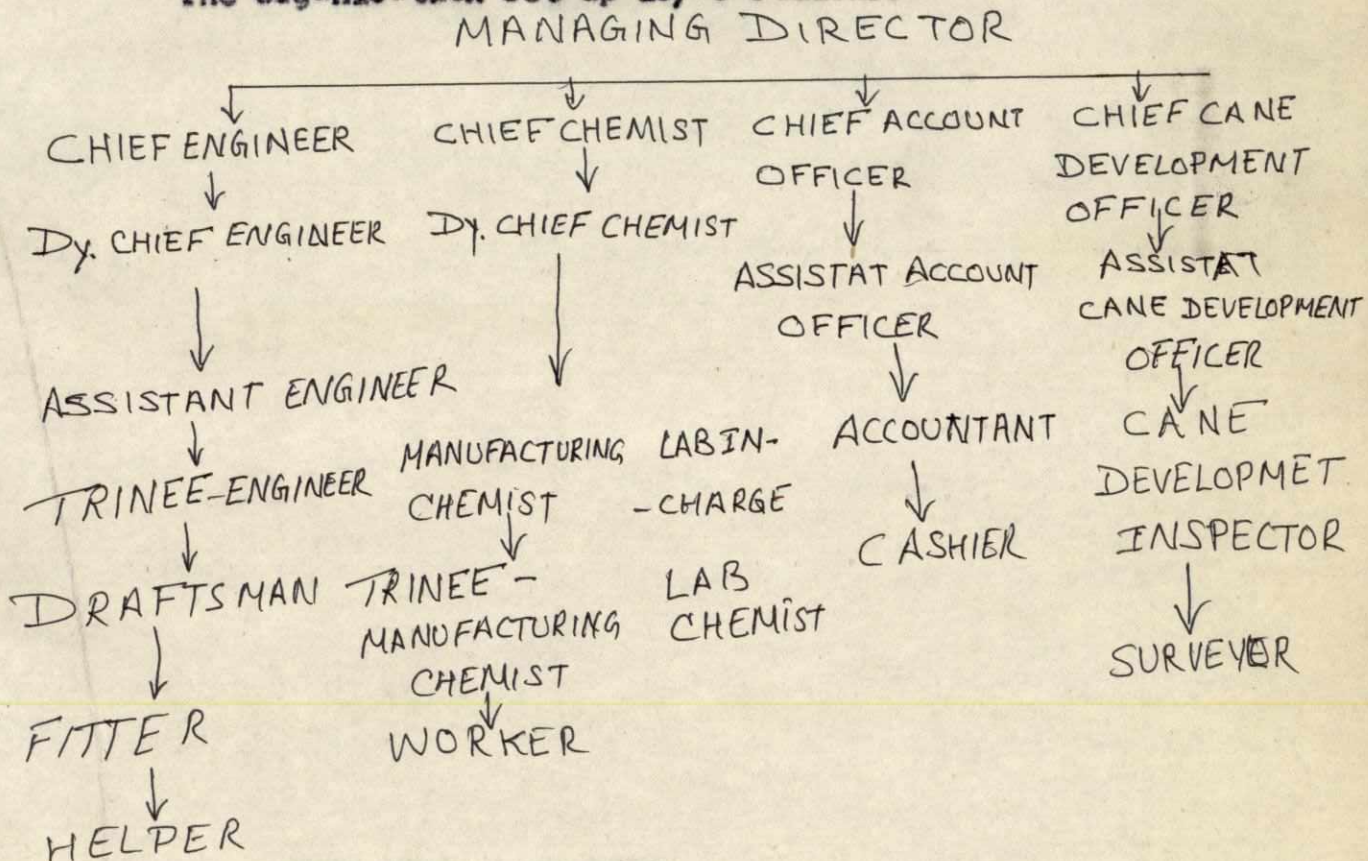 MANAGING DIRECTOR
CHIEF ENGINEER
Dy. CHIEF ENGINEER
ASSISTANT ENGINEER
TRINEE-ENGINEER
DRAFTSMAN
FITTER
HELPER
CHIEF CHEMIST
Dy. CHIEF CHEMIST
MANUFACTURING
CHEMIST
TRINEE-
MANUFACTURING
CHEMIST
WORKER
LAB IN-
-CHARGE
LAB
CHEMIST
CHIEF ACCOUNT
OFFICER
ASSISTAT ACCOUNT
OFFICER
ACCOUNTANT
CASHIER
CHIEF CANE
DEVELOPMENT
OFFICER
ASSISTAT
CANE DEVELOPMENT
OFFICER
CANE
DEVELOPMET
INSPECTOR
SURVEYOR